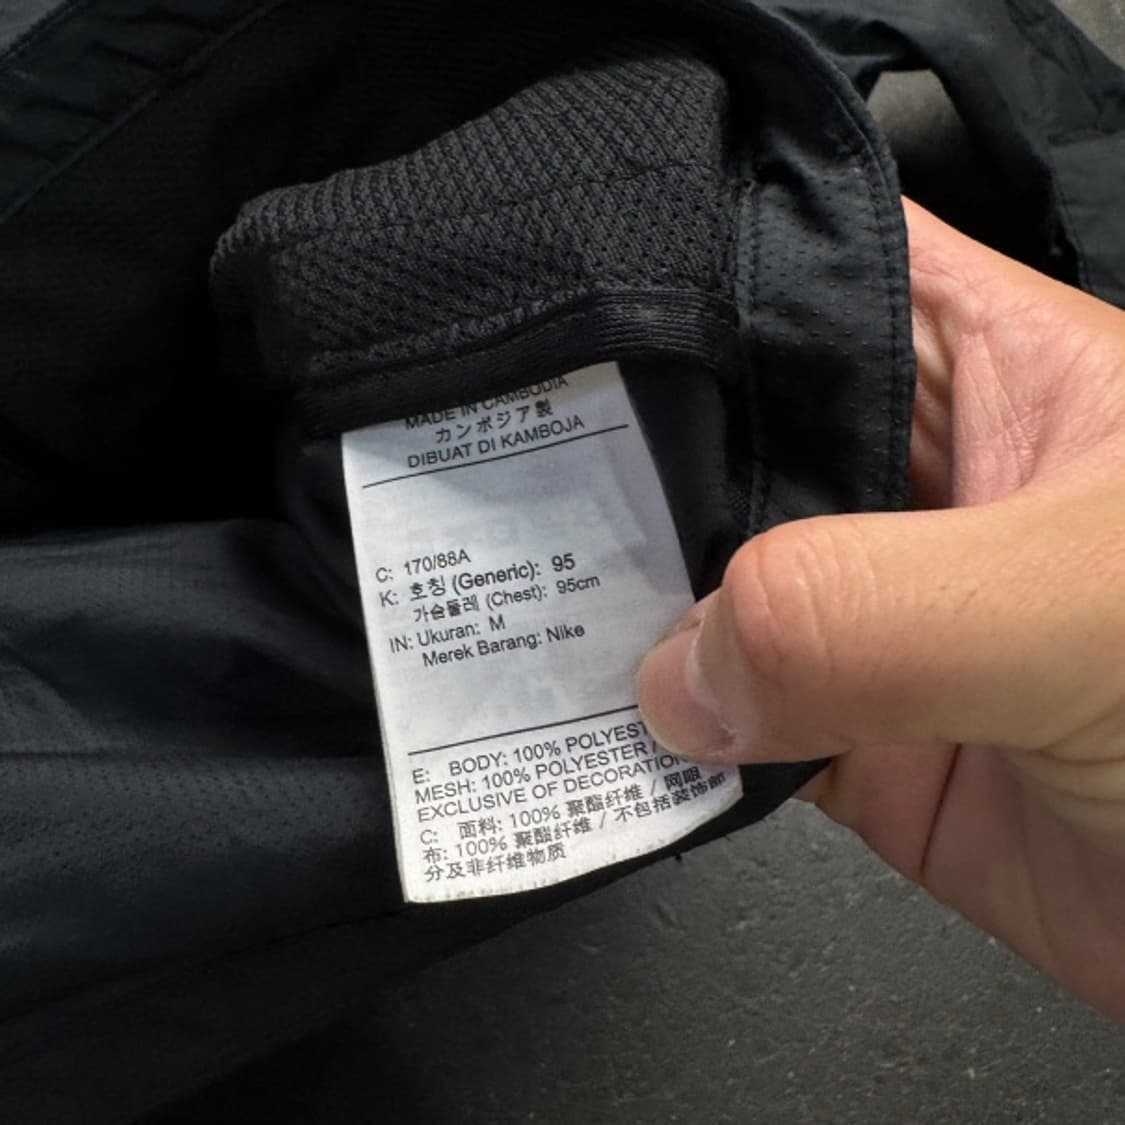 MADE IN CAMBODIA
カンボジア製
DIBUAT DI KAMBOJA
C: 170/88A
K: 호칭 (Generic): 95
가슴둘레 (Chest): 95cm
IN: Ukuran: M
Merek Barang: Nike
E: BODY: 100% POLYEST
MESH: 100% POLYESTER /
EXCLUSIVE OF DECORATION
C: 面料: 100% 聚酯纤维 / 网眼
布: 100% 聚酯纤维 / 不包括装饰部
分及非纤维物质